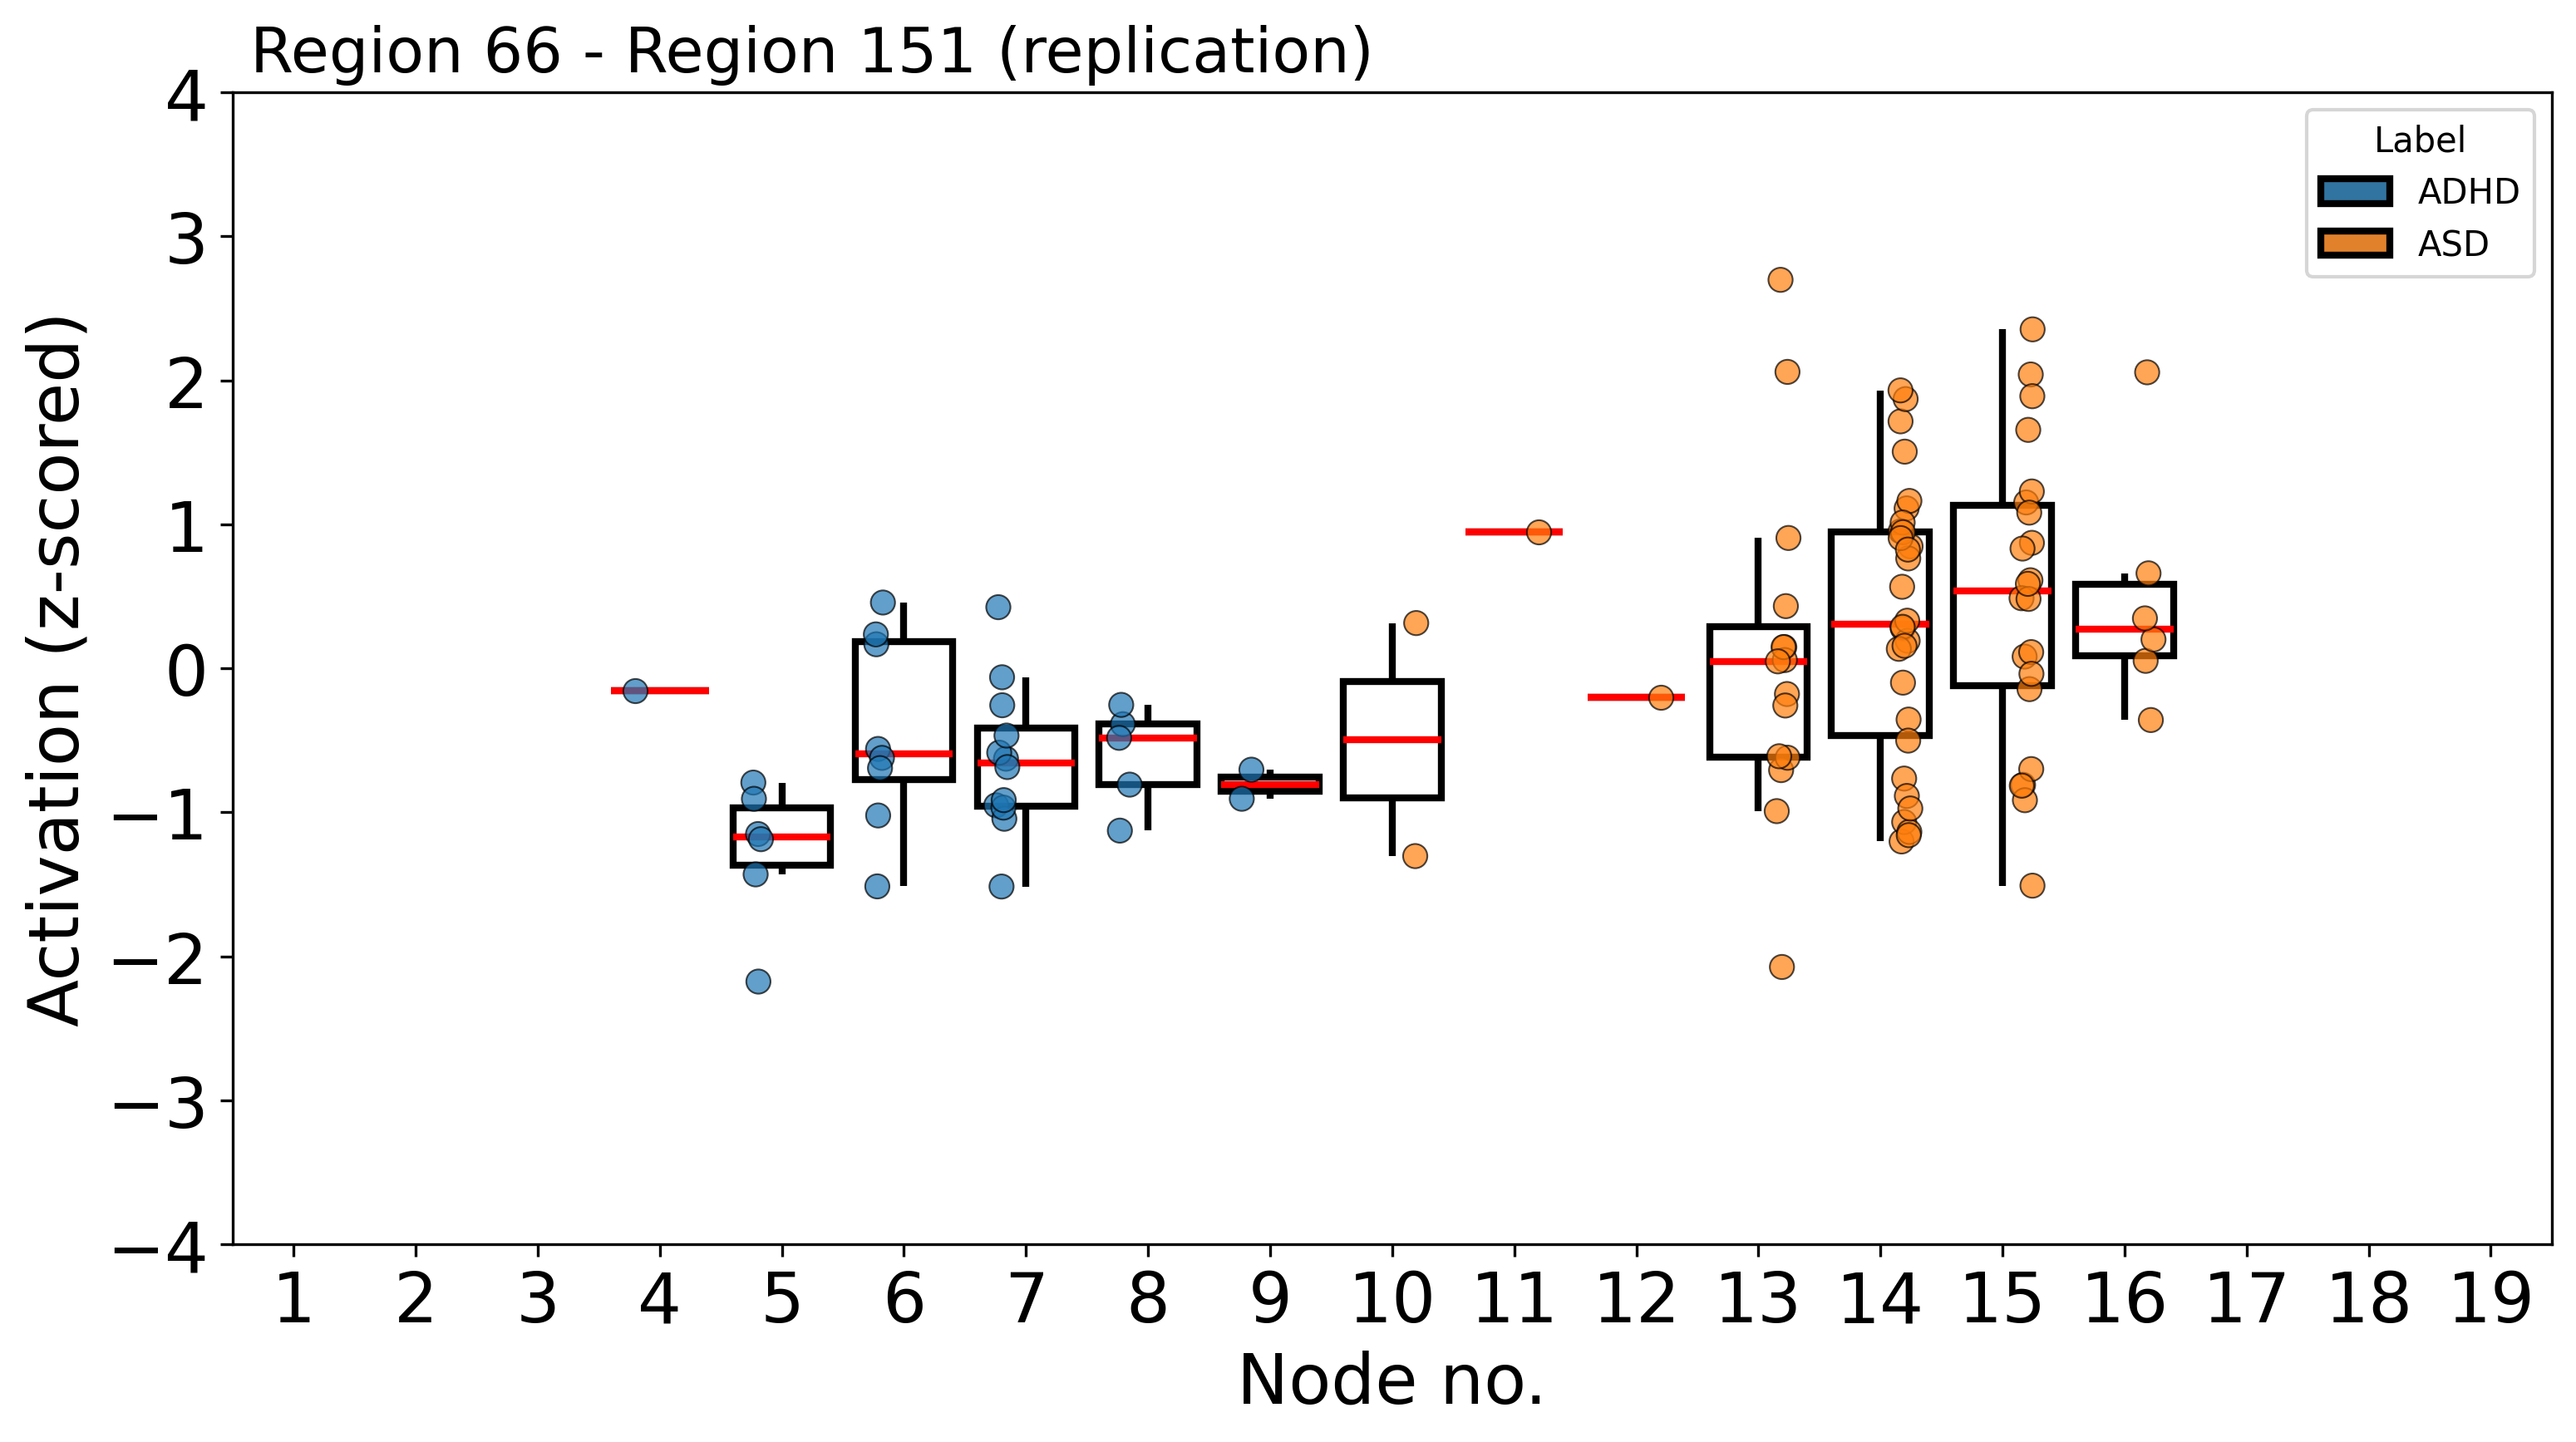 Region 66 - Region 151 (replication)
Activation (z-scored)
4
3
2
1
0
−1
−2
−3
−4
Label
ADHD
ASD
1 2 3 4 5 6 7 8 9 10 11 12 13 14 15 16 17 18 19
Node no.